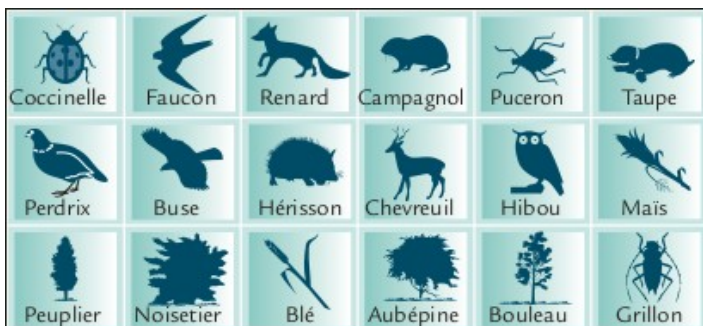 Coccinelle Faucon Renard Campagnol Puceron Taupe
Perdrix Buse Hérisson Chevreuil Hibou Maïs
Peuplier Noisetier Blé Aubépine Bouleau Grillon